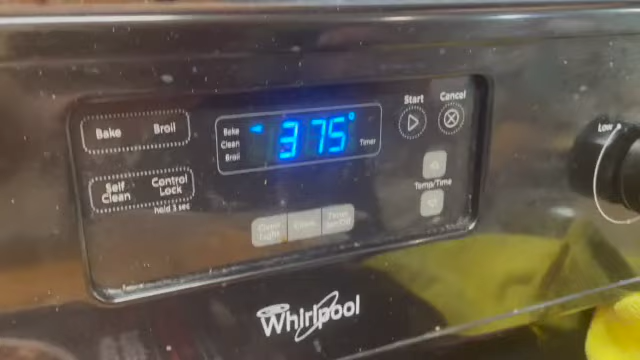 Bake
Broil
Self
Clean
Control
Lock
hold 3 sec
Bake
Clean
Broil
375°
Timer
Start
Cancel
Temp/Time
Clock
Low
Whirlpool